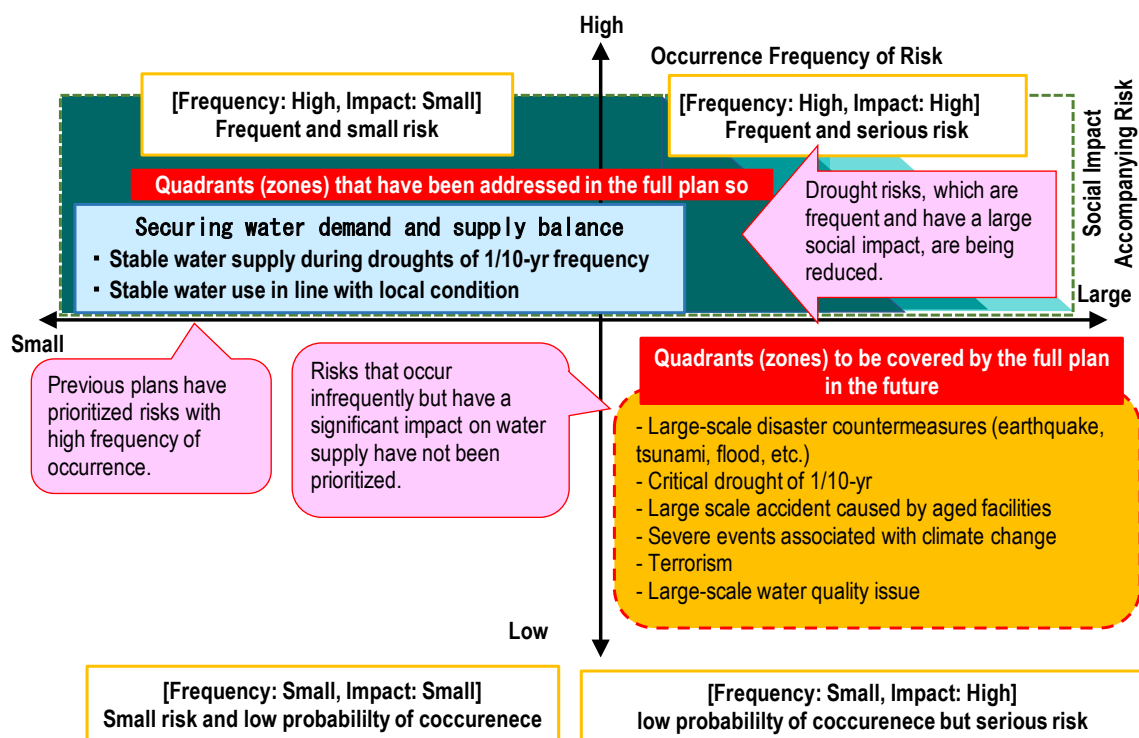 High
Occurrence Frequency of Risk
[Frequency: High, Impact: Small]
Frequent and small risk
[Frequency: High, Impact: High]
Frequent and serious risk
Social Impact
Accompanying Risk
Quadrants (zones) that have been addressed in the full plan so
Drought risks, which are
frequent and have a large
social impact, are being
reduced.
Securing water demand and supply balance
・ Stable water supply during droughts of 1/10-yr frequency
・ Stable water use in line with local condition
Large
Small
Previous plans have
prioritized risks with
high frequency of
occurrence.
Risks that occur
infrequently but have a
significant impact on water
supply have not been
prioritized.
Quadrants (zones) to be covered by the full plan
in the future
- Large-scale disaster countermeasures (earthquake,
tsunami, flood, etc.)
- Critical drought of 1/10-yr
- Large scale accident caused by aged facilities
- Severe events associated with climate change
- Terrorism
- Large-scale water quality issue
Low
[Frequency: Small, Impact: Small]
Small risk and low probabililty of coccurenece
[Frequency: Small, Impact: High]
low probabililty of coccurenece but serious risk